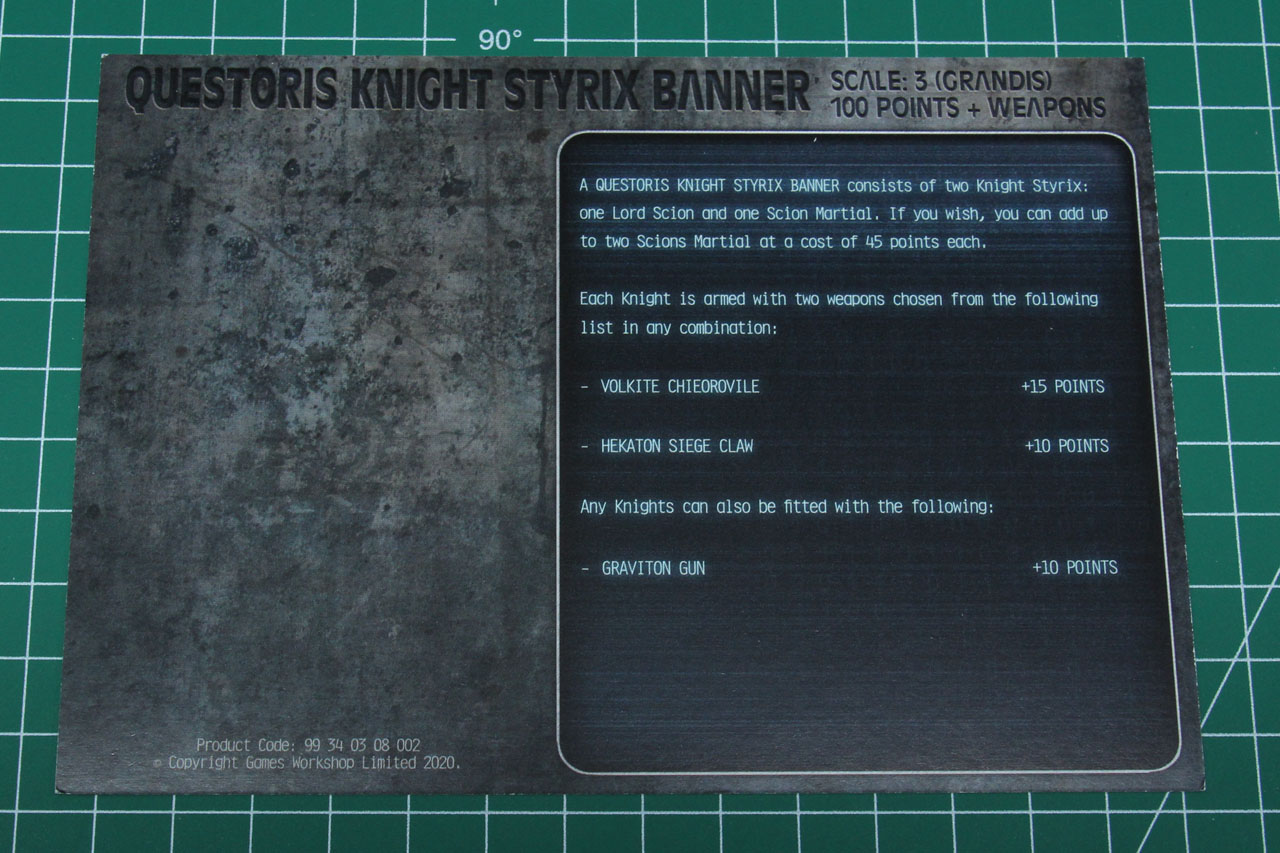 90°
QUESTORIS KNIGHT STYRIX BANNER
SCALE: 3 (GRANDIS)
100 POINTS + WEAPONS
A QUESTORIS KNIGHT STYRIX BANNER consists of two Knight Styrix:
one Lord Scion and one Scion Martial. If you wish, you can add up
to two Scions Martial at a cost of 45 points each.
Each Knight is armed with two weapons chosen from the following
list in any combination:
- VOLKITE CHIEOROVILE +15 POINTS
- HEKATON SIEGE CLAW +10 POINTS
Any Knights can also be fitted with the following:
- GRAVITON GUN +10 POINTS
Product Code: 99 34 03 08 002
© Copyright Games Workshop Limited 2020.